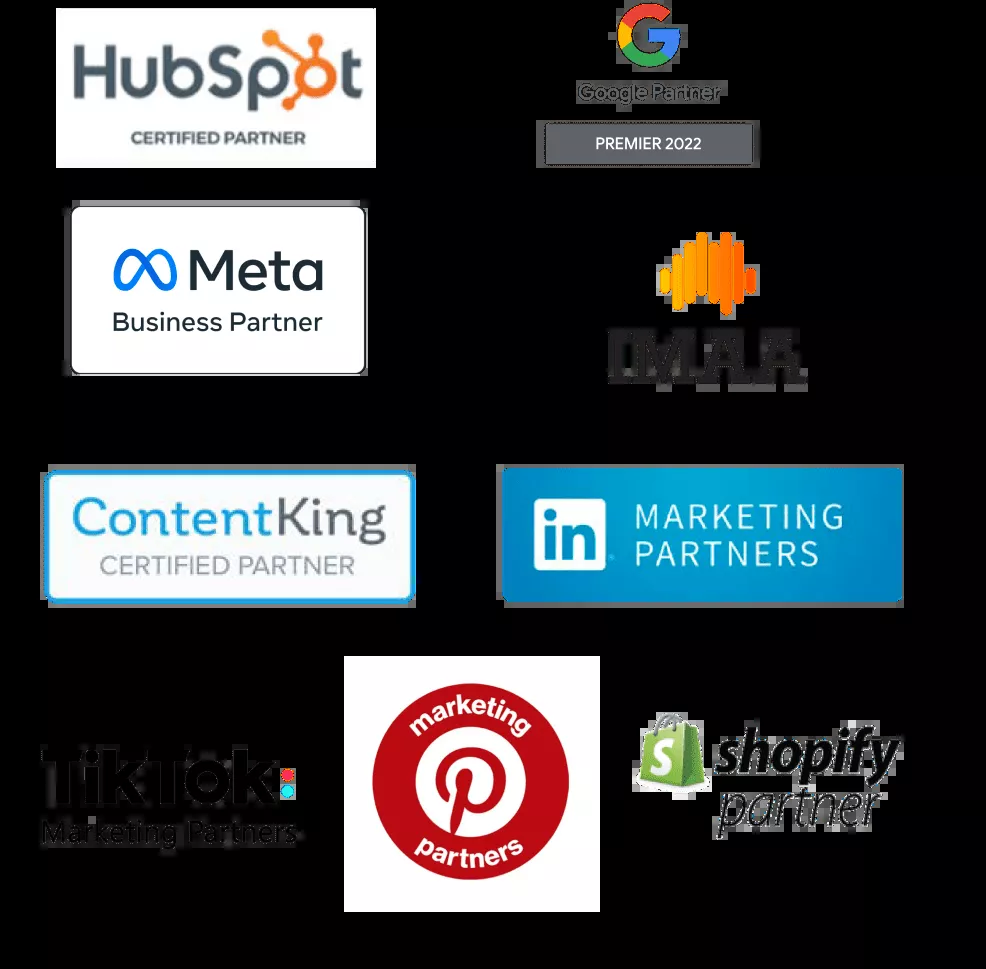 HubSpot
CERTIFIED PARTNER
Google Partner
PREMIER 2022
Meta
Business Partner
IMAA
ContentKing
CERTIFIED PARTNER
in MARKETING
PARTNERS
TikTok:
Marketing Partners
marketing
partners
shopify
partner